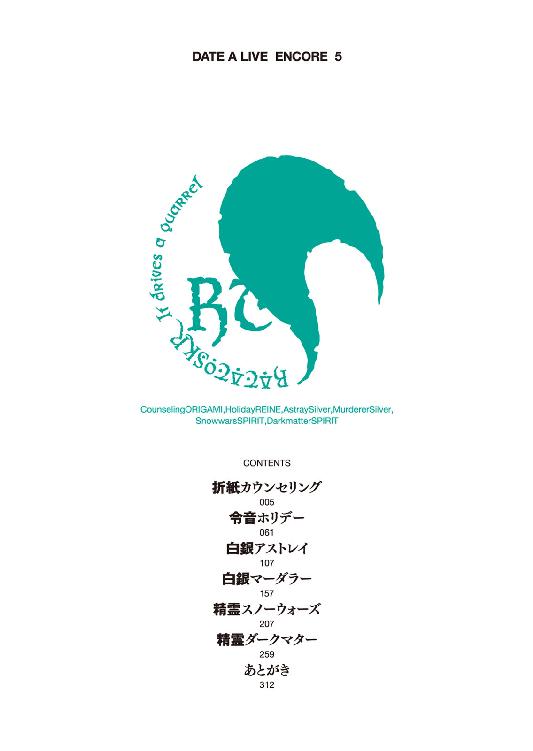 DATE A LIVE ENCORE 5
It drives a quarrel
RT
RATATOSKR
CounselingORIGAMI,HolidayREINE,AstraySilver,MurdererSilver,
SnowwarsSPIRIT,DarkmatterSPIRIT
CONTENTS
折紙カウンセリング
005
令音ホリデー
061
白銀アストレイ
107
白銀マーダラー
157
精霊スノーウォーズ
207
精霊ダークマター
259
あとがき
312